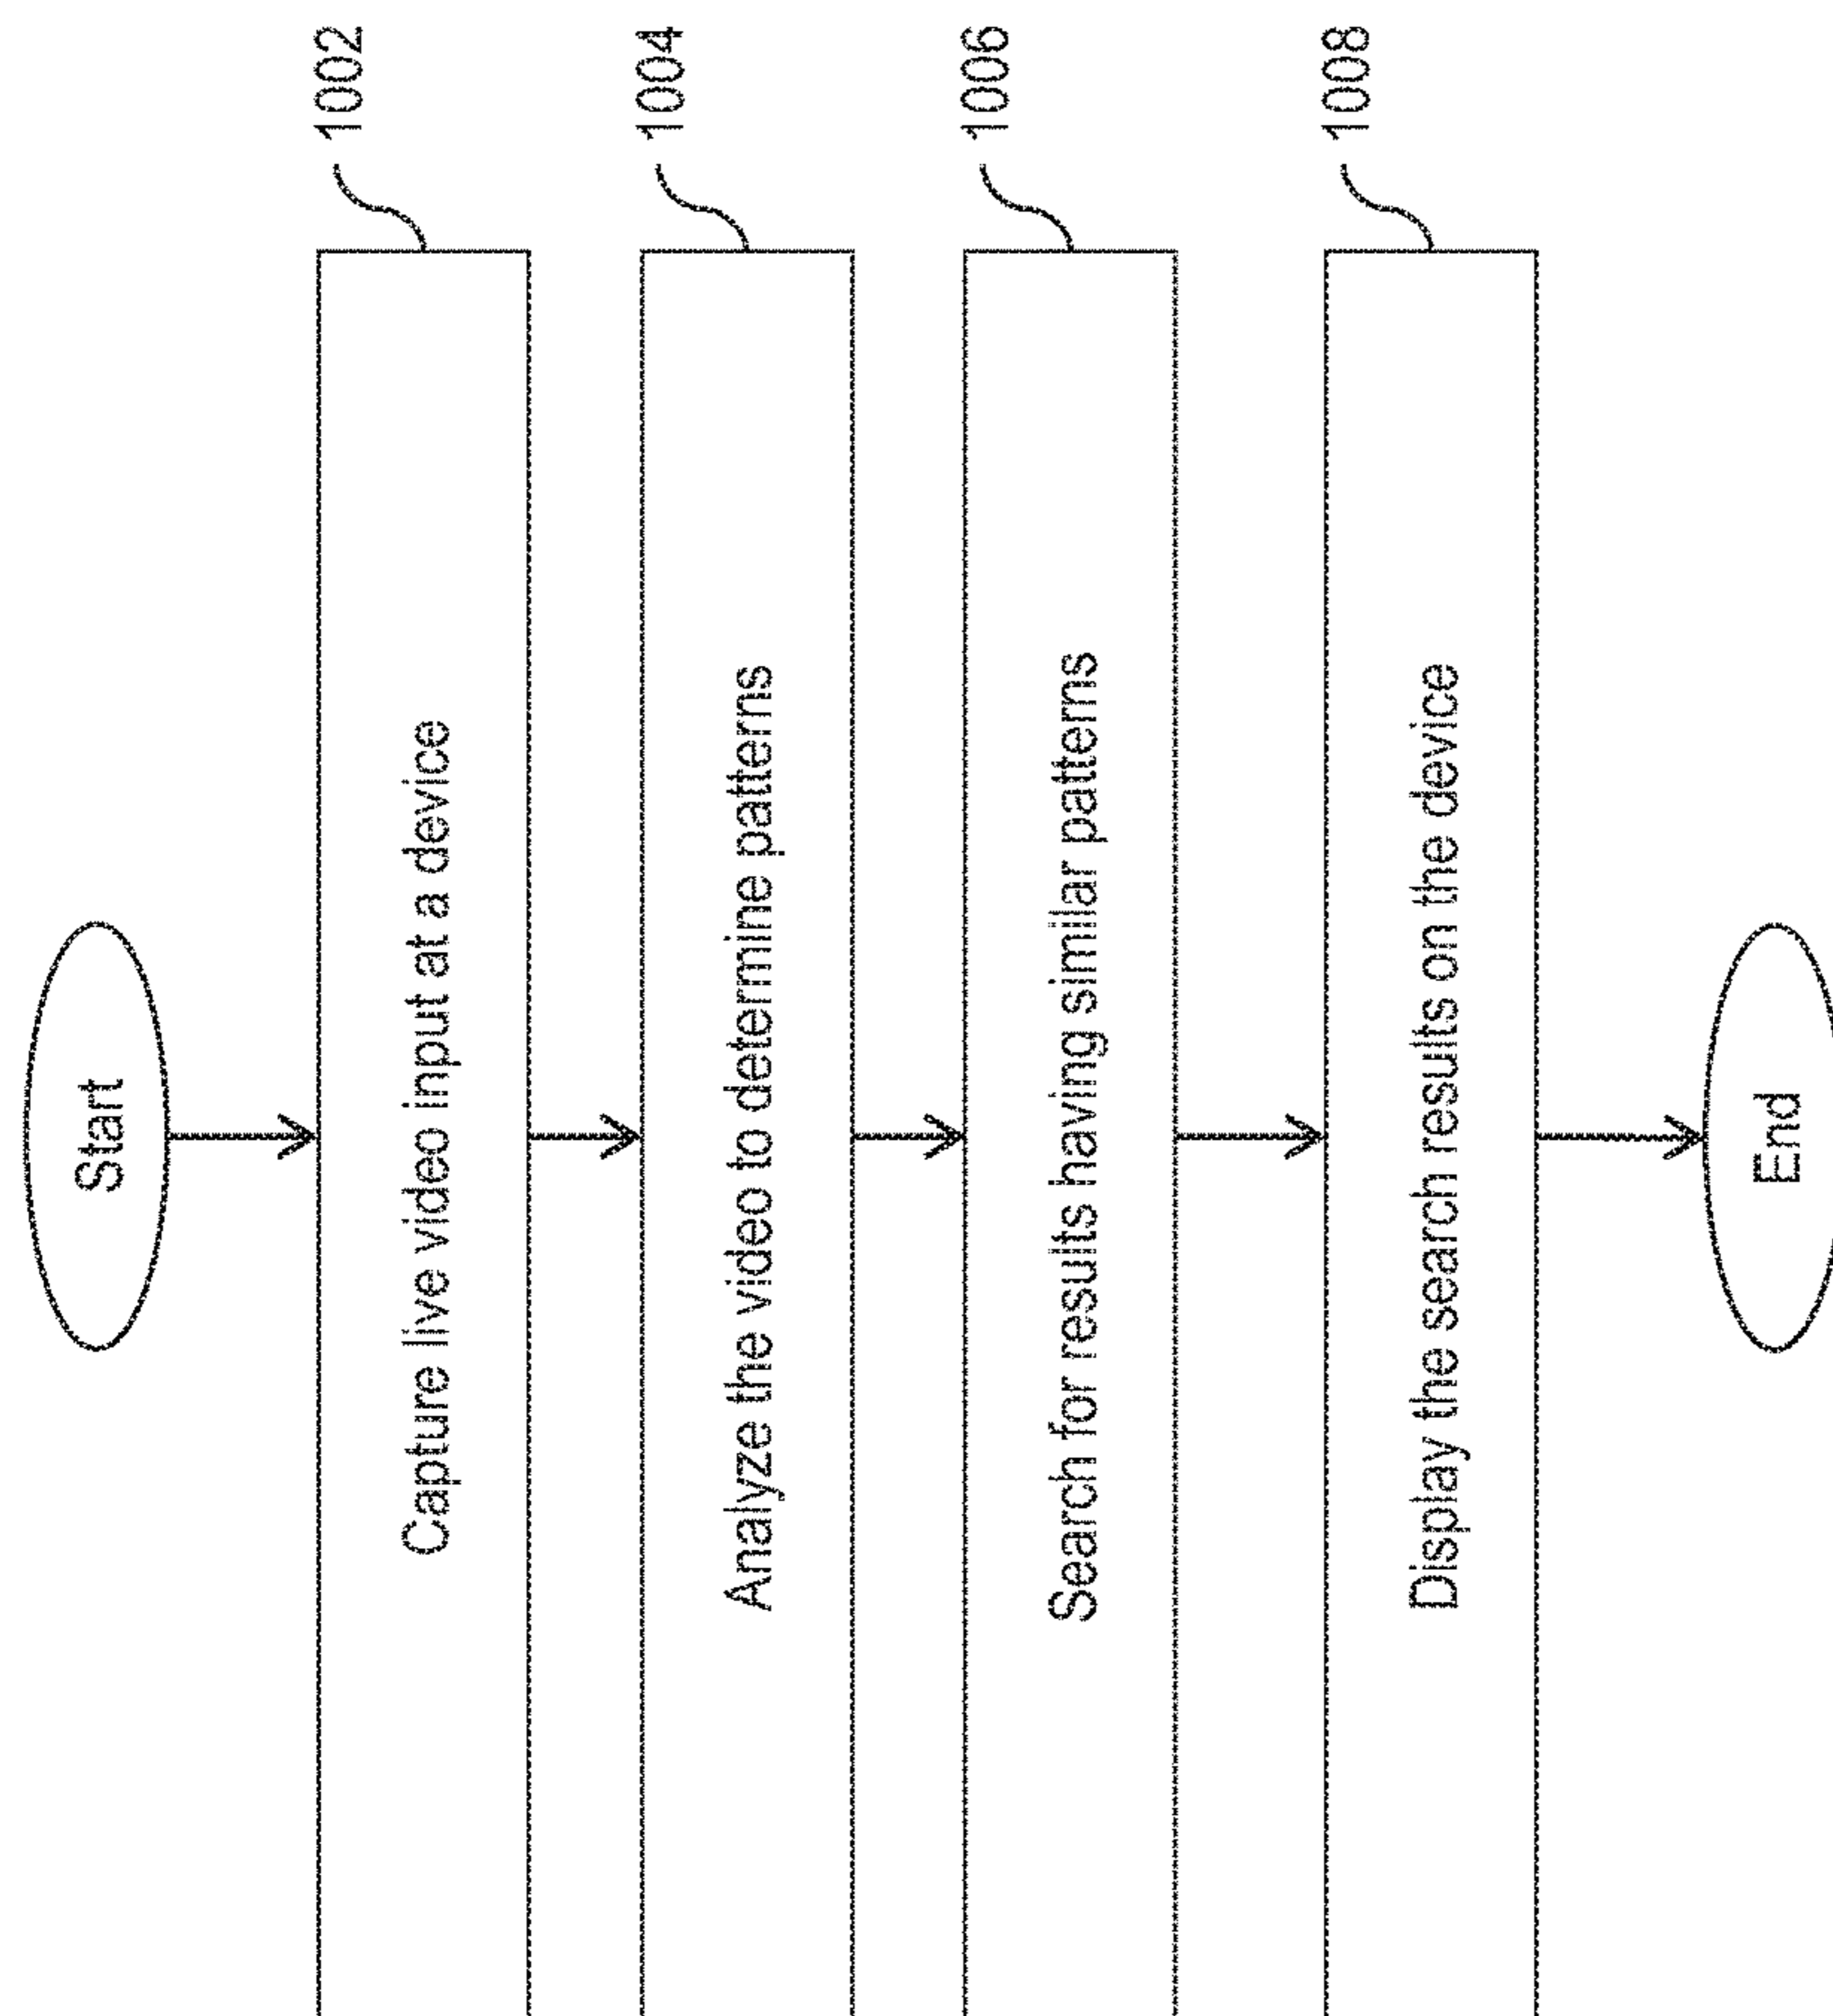 Start
Capture live video input at a device
1002
Analyze the video to determine patterns
1004
Search for results having similar patterns
1006
Display the search results on the device
1008
End